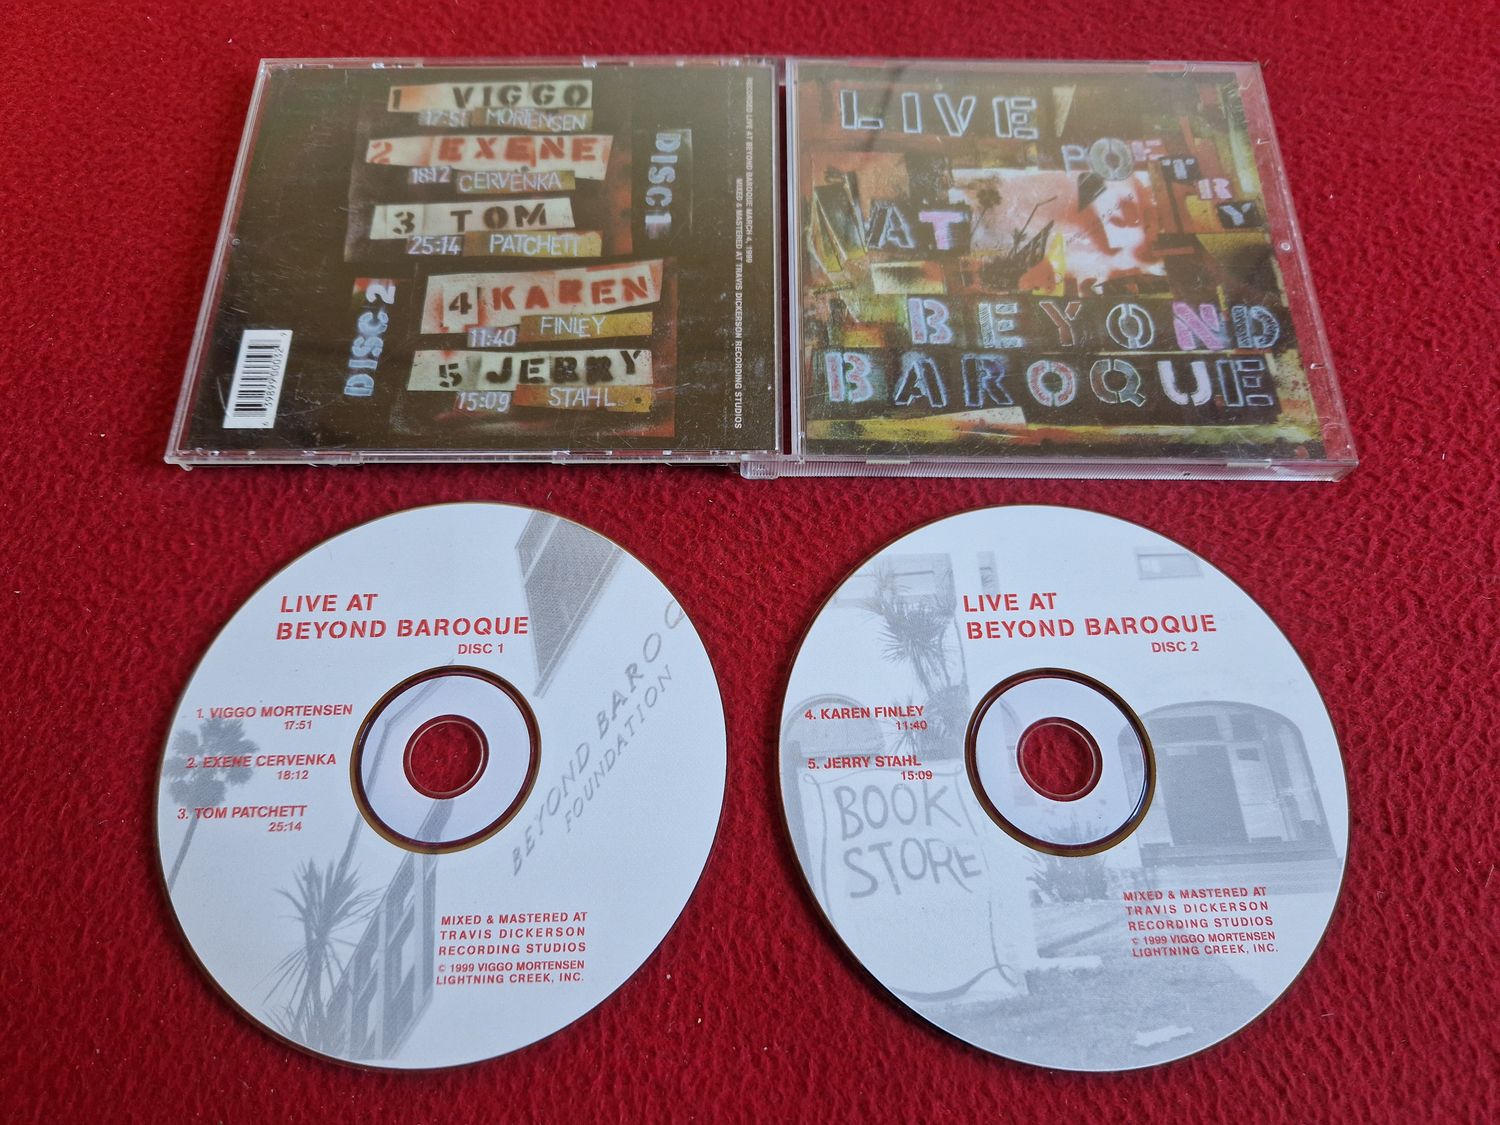 1 VIGGO
17:51 MORTENSEN
2 EXENE
18:12 CERVENKA
3 TOM
25:14 PATCHETT
DISC 1
4 KAREN
11:40 FINLEY
5 JERRY
15:09 STAHL
DISC 2
RECORDED LIVE AT BEYOND BAROQUE MARCH 4, 1999
MIXED & MASTERED AT TRAVIS DICKERSON RECORDING STUDIOS
LIVE
POETRY
AT
BEYOND
BAROQUE
LIVE AT
BEYOND BAROQUE
DISC 1
1. VIGGO MORTENSEN
17:51
2. EXENE CERVENKA
18:12
3. TOM PATCHETT
25:14
BEYOND BAROQ
FOUNDATION
MIXED & MASTERED AT
TRAVIS DICKERSON
RECORDING STUDIOS
© 1999 VIGGO MORTENSEN
LIGHTNING CREEK, INC.
LIVE AT
BEYOND BAROQUE
DISC 2
4. KAREN FINLEY
11:40
5. JERRY STAHL
15:09
BOOK
STORE
MIXED & MASTERED AT
TRAVIS DICKERSON
RECORDING STUDIOS
© 1999 VIGGO MORTENSEN
LIGHTNING CREEK, INC.